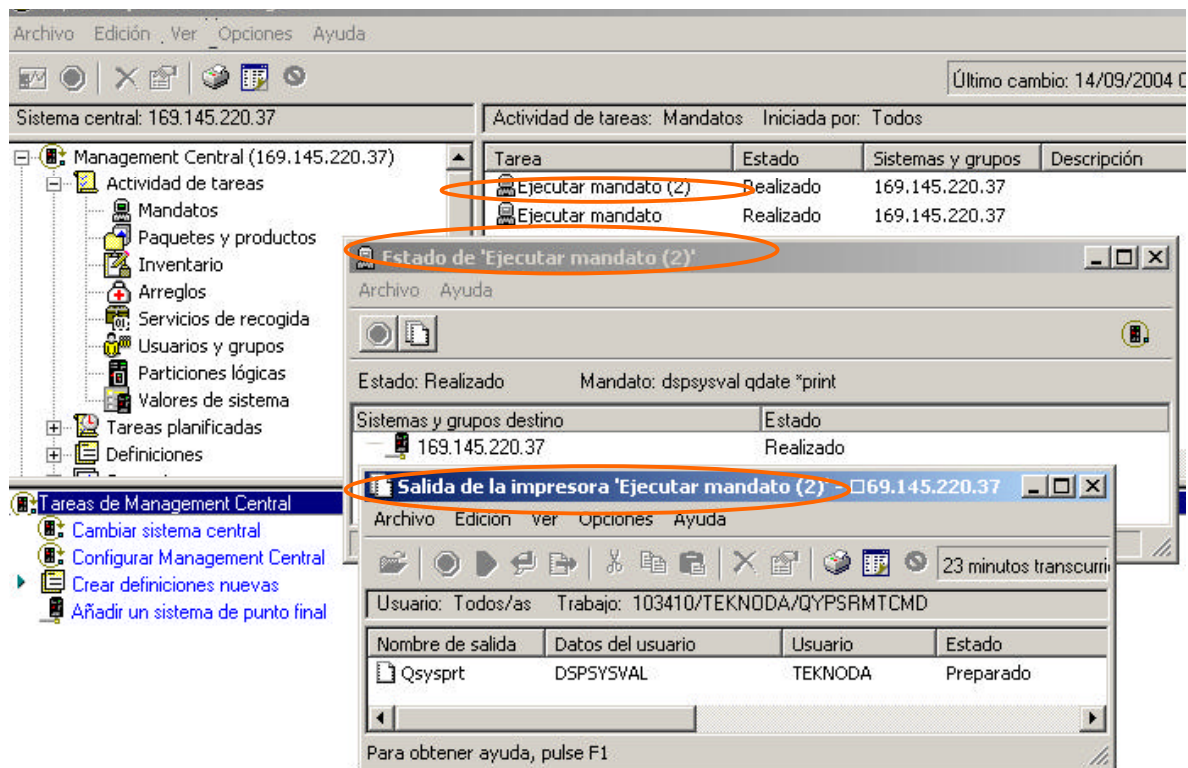 Archivo Edición Ver Opciones Ayuda
Último cambio: 14/09/2004
Sistema central: 169.145.220.37
Actividad de tareas: Mandatos Iniciada por: Todos
Management Central (169.145.220.37)
Actividad de tareas
Mandatos
Paquetes y productos
Inventario
Arreglos
Servicios de recogida
Usuarios y grupos
Particiones lógicas
Valores de sistema
Tareas planificadas
Definiciones
Tarea Estado Sistemas y grupos Descripción
Ejecutar mandato (2) Realizado 169.145.220.37
Ejecutar mandato Realizado 169.145.220.37
Estado de 'Ejecutar mandato (2)'
Archivo Ayuda
Estado: Realizado Mandato: dspsysval qdate *print
Sistemas y grupos destino Estado
169.145.220.37 Realizado
Tareas de Management Central
Cambiar sistema central
Configurar Management Central
Crear definiciones nuevas
Añadir un sistema de punto final
Salida de la impresora 'Ejecutar mandato (2)' - 169.145.220.37
Archivo Edición Ver Opciones Ayuda
23 minutos transcurri
Usuario: Todos/as Trabajo: 103410/TEKNODA/QYPSRMTCMD
Nombre de salida Datos del usuario Usuario Estado
Qsysprt DSPSYSVAL TEKNODA Preparado
Para obtener ayuda, pulse F1